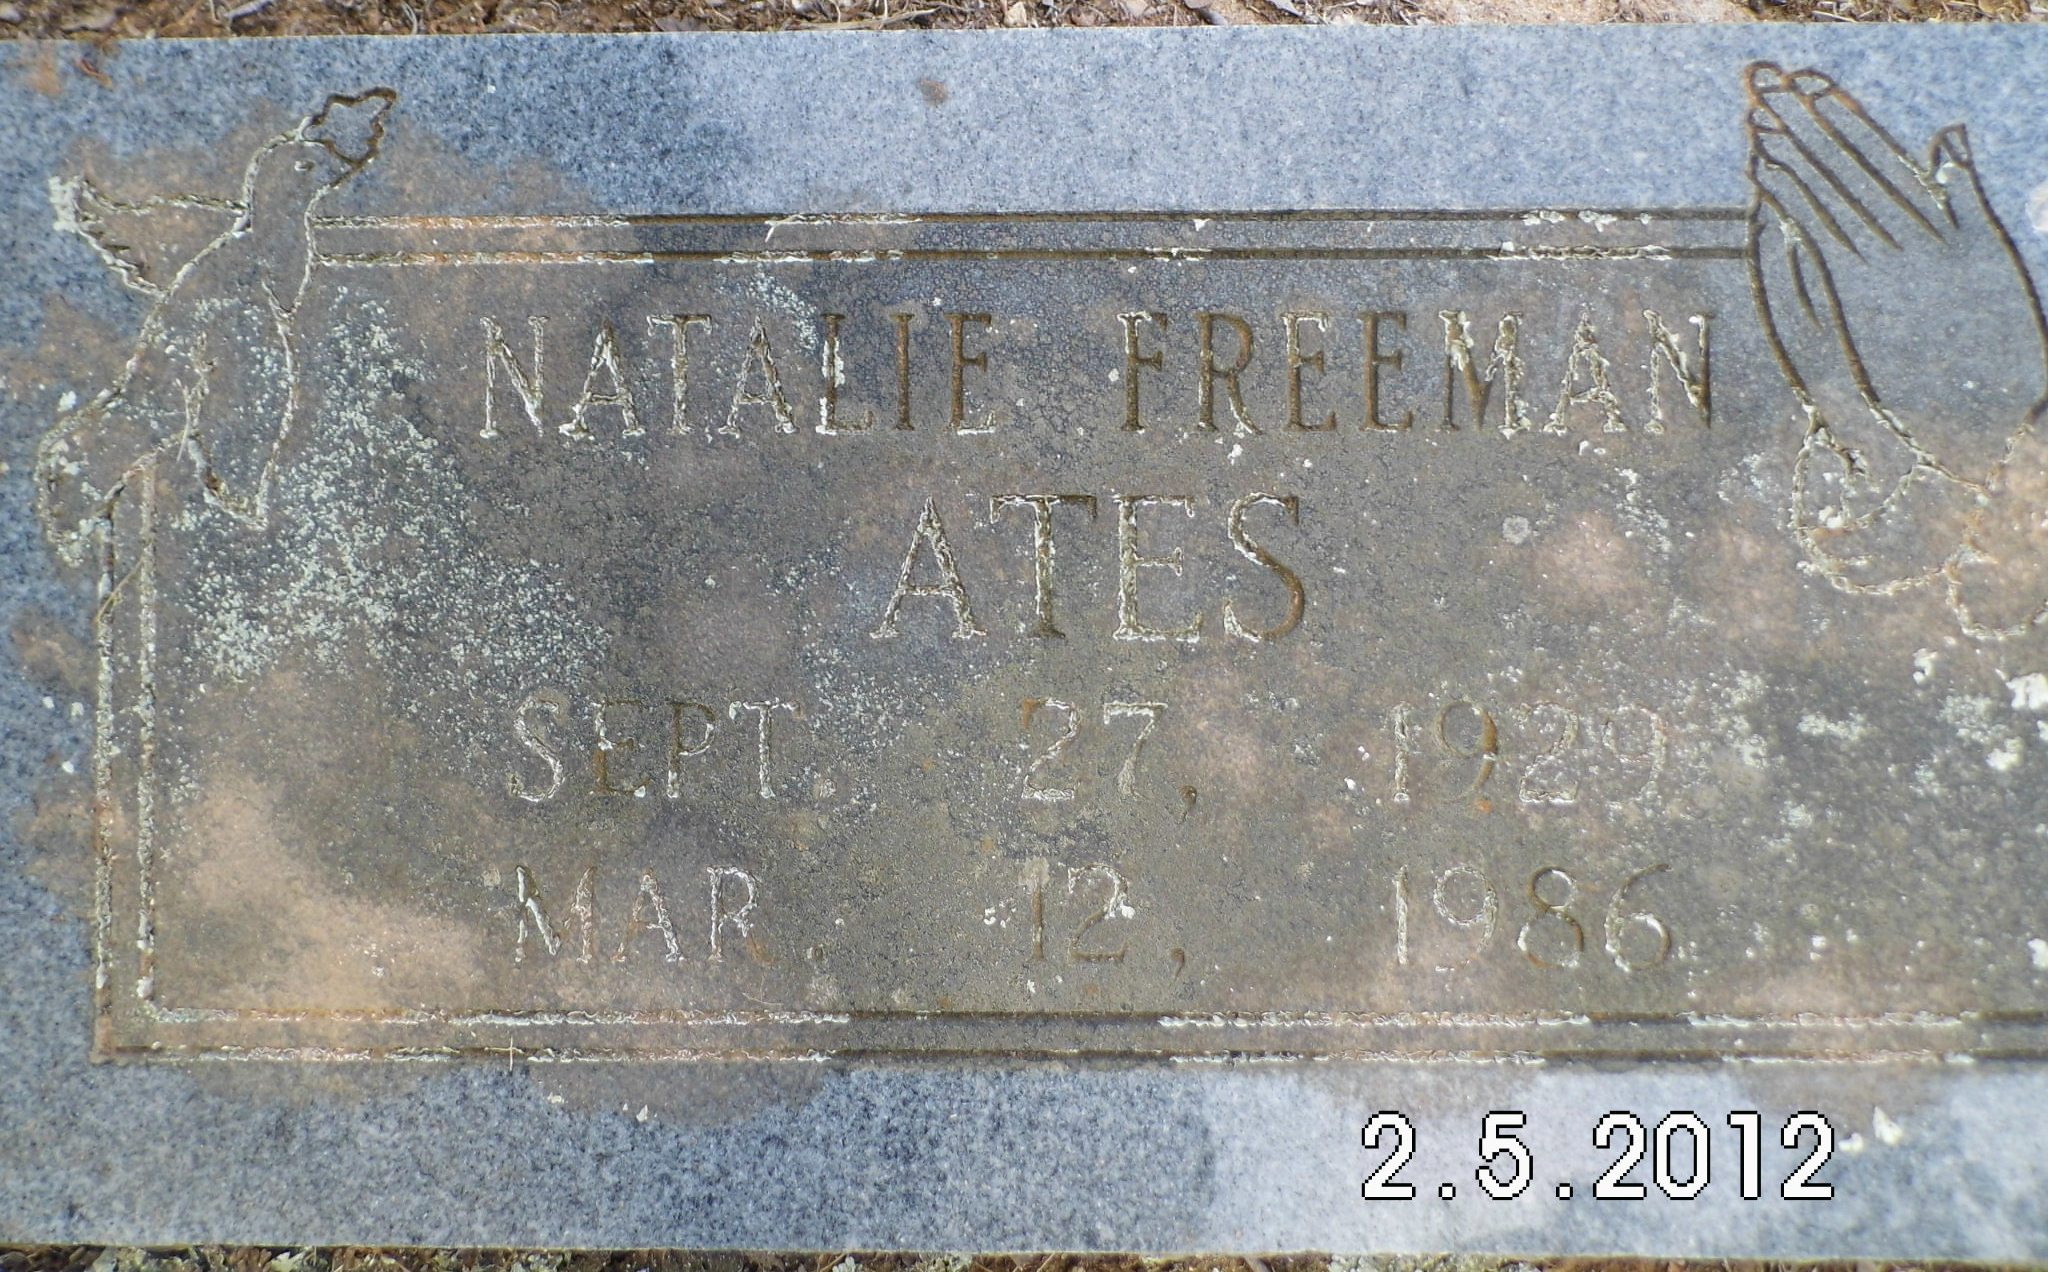 NATALIE FREEMAN
ATES
SEPT. 27, 1929
MAR. 12, 1986
2.5.2012